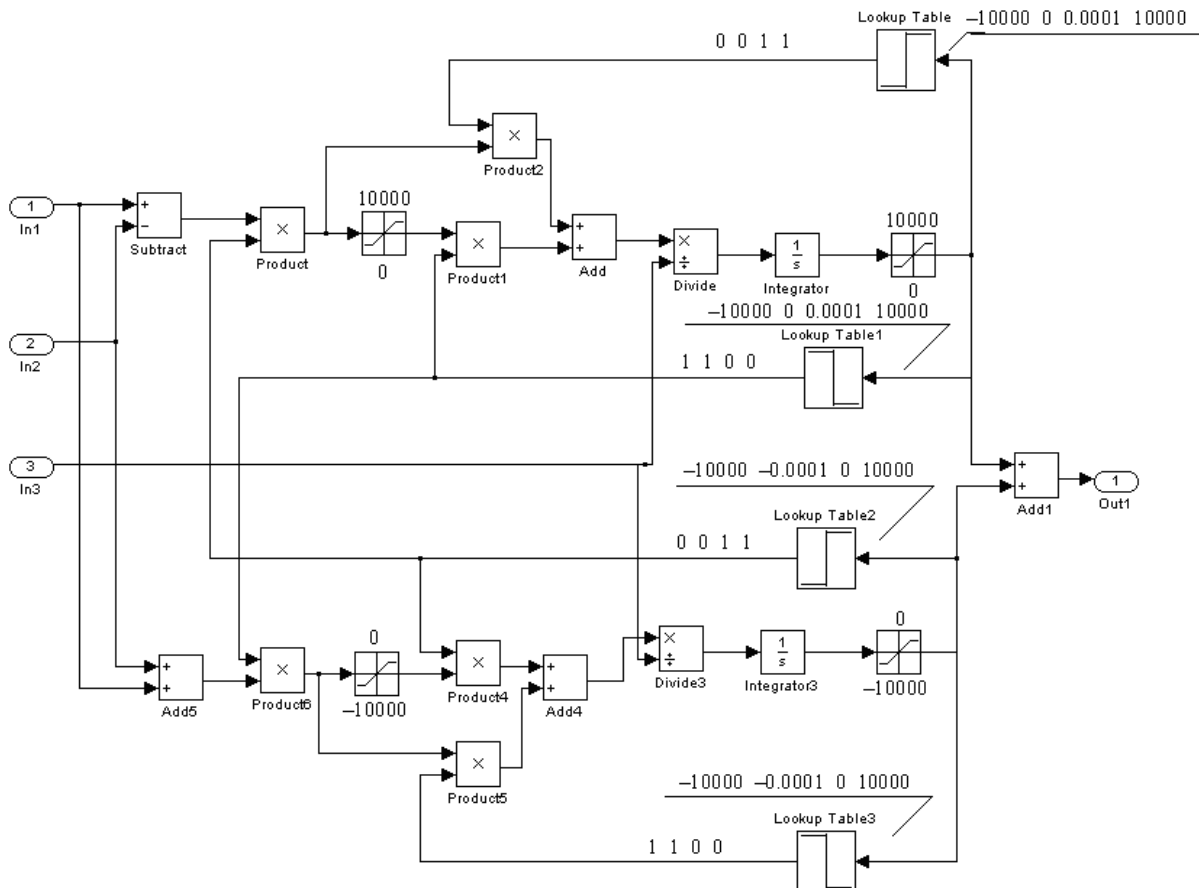 Lookup Table
−10000 0 0.0001 10000
0 0 1 1
×
Product2
1
In1
+
−
Subtract
×
Product
10000
0
×
Product1
+
+
Add
×
÷
Divide
1
s
Integrator
10000
0
−10000 0 0.0001 10000
Lookup Table1
1 1 0 0
2
In2
3
In3
−10000 −0.0001 0 10000
Lookup Table2
0 0 1 1
+
+
Add1
1
Out1
+
+
Add5
×
Product6
0
−10000
×
Product4
+
+
Add4
×
÷
Divide3
1
s
Integrator3
0
−10000
×
Product5
−10000 −0.0001 0 10000
Lookup Table3
1 1 0 0